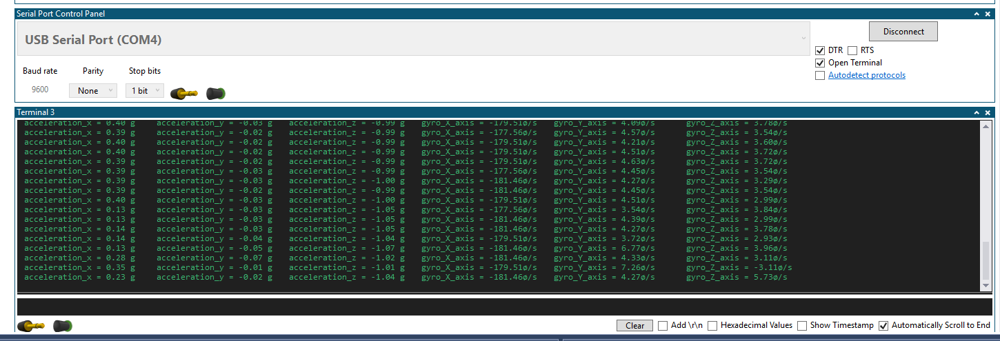 Serial Port Control Panel
USB Serial Port (COM4)
Disconnect
DTR RTS
Open Terminal
Autodetect protocols
Baud rate Parity Stop bits
9600 None 1 bit
Terminal 3
acceleration_x = 0.40 g acceleration_y = -0.03 g acceleration_z = -0.99 g gyro_X_axis = -179.51ø/s gyro_Y_axis = 4.09ø/s gyro_Z_axis = 3.78ø/s
acceleration_x = 0.39 g acceleration_y = -0.02 g acceleration_z = -0.99 g gyro_X_axis = -177.56ø/s gyro_Y_axis = 4.57ø/s gyro_Z_axis = 3.54ø/s
acceleration_x = 0.40 g acceleration_y = -0.02 g acceleration_z = -0.99 g gyro_X_axis = -179.51ø/s gyro_Y_axis = 4.21ø/s gyro_Z_axis = 3.60ø/s
acceleration_x = 0.40 g acceleration_y = -0.02 g acceleration_z = -0.99 g gyro_X_axis = -179.51ø/s gyro_Y_axis = 4.51ø/s gyro_Z_axis = 3.72ø/s
acceleration_x = 0.39 g acceleration_y = -0.02 g acceleration_z = -0.99 g gyro_X_axis = -179.51ø/s gyro_Y_axis = 4.63ø/s gyro_Z_axis = 3.72ø/s
acceleration_x = 0.39 g acceleration_y = -0.03 g acceleration_z = -0.99 g gyro_X_axis = -177.56ø/s gyro_Y_axis = 4.45ø/s gyro_Z_axis = 3.54ø/s
acceleration_x = 0.39 g acceleration_y = -0.03 g acceleration_z = -1.00 g gyro_X_axis = -181.46ø/s gyro_Y_axis = 4.27ø/s gyro_Z_axis = 3.29ø/s
acceleration_x = 0.39 g acceleration_y = -0.02 g acceleration_z = -0.99 g gyro_X_axis = -181.46ø/s gyro_Y_axis = 4.45ø/s gyro_Z_axis = 3.54ø/s
acceleration_x = 0.40 g acceleration_y = -0.03 g acceleration_z = -1.00 g gyro_X_axis = -179.51ø/s gyro_Y_axis = 4.51ø/s gyro_Z_axis = 2.99ø/s
acceleration_x = 0.13 g acceleration_y = -0.03 g acceleration_z = -1.05 g gyro_X_axis = -177.56ø/s gyro_Y_axis = 3.54ø/s gyro_Z_axis = 3.84ø/s
acceleration_x = 0.13 g acceleration_y = -0.03 g acceleration_z = -1.05 g gyro_X_axis = -181.46ø/s gyro_Y_axis = 4.39ø/s gyro_Z_axis = 2.99ø/s
acceleration_x = 0.14 g acceleration_y = -0.03 g acceleration_z = -1.05 g gyro_X_axis = -181.46ø/s gyro_Y_axis = 4.27ø/s gyro_Z_axis = 3.78ø/s
acceleration_x = 0.14 g acceleration_y = -0.04 g acceleration_z = -1.04 g gyro_X_axis = -179.51ø/s gyro_Y_axis = 3.72ø/s gyro_Z_axis = 2.93ø/s
acceleration_x = 0.13 g acceleration_y = -0.05 g acceleration_z = -1.07 g gyro_X_axis = -181.46ø/s gyro_Y_axis = 6.77ø/s gyro_Z_axis = 3.96ø/s
acceleration_x = 0.28 g acceleration_y = -0.07 g acceleration_z = -1.02 g gyro_X_axis = -181.46ø/s gyro_Y_axis = 4.33ø/s gyro_Z_axis = 3.11ø/s
acceleration_x = 0.35 g acceleration_y = -0.01 g acceleration_z = -1.01 g gyro_X_axis = -179.51ø/s gyro_Y_axis = 7.26ø/s gyro_Z_axis = -3.11ø/s
acceleration_x = 0.23 g acceleration_y = -0.02 g acceleration_z = -1.04 g gyro_X_axis = -181.46ø/s gyro_Y_axis = 4.27ø/s gyro_Z_axis = 5.73ø/s
Clear Add \r\n Hexadecimal Values Show Timestamp Automatically Scroll to End